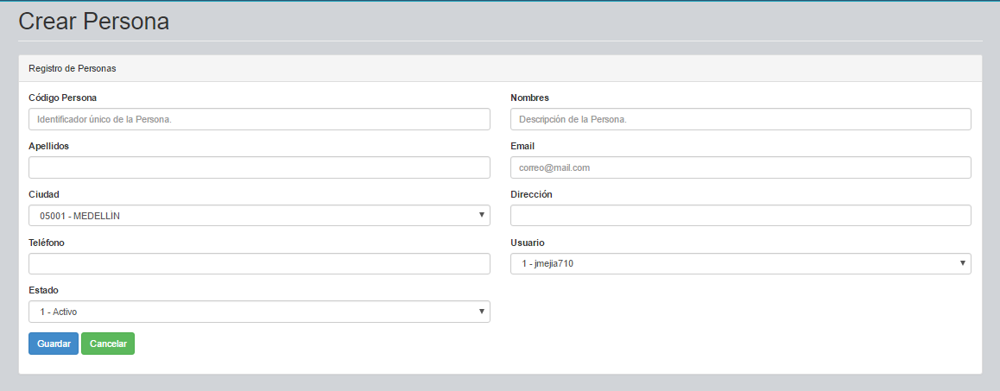 Crear Persona
Registro de Personas
Código Persona
Nombres
Identificador único de la Persona.
Descripción de la Persona.
Apellidos
Email
correo@mail.com
Ciudad
Dirección
05001 - MEDELLÍN
Teléfono
Usuario
1 - jmejia710
Estado
1 - Activo
Guardar Cancelar